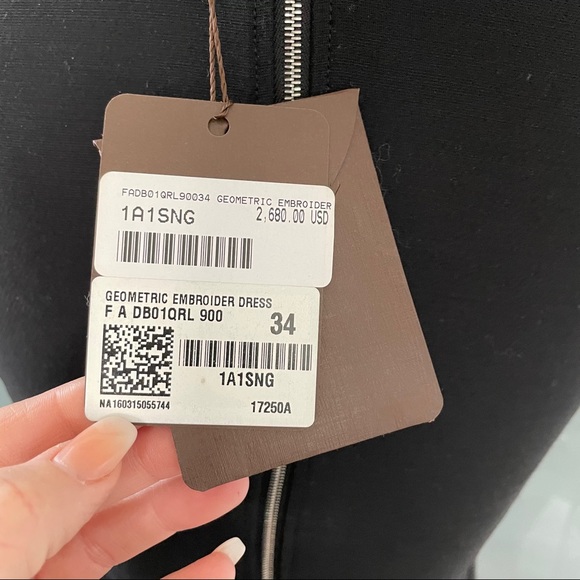 FADB01QRL90034 GEOMETRIC EMBROIDER
1A1SNG 2,680.00 USD
GEOMETRIC EMBROIDER DRESS
F A DB01QRL 900
34
1A1SNG
NA160315055744 17250A